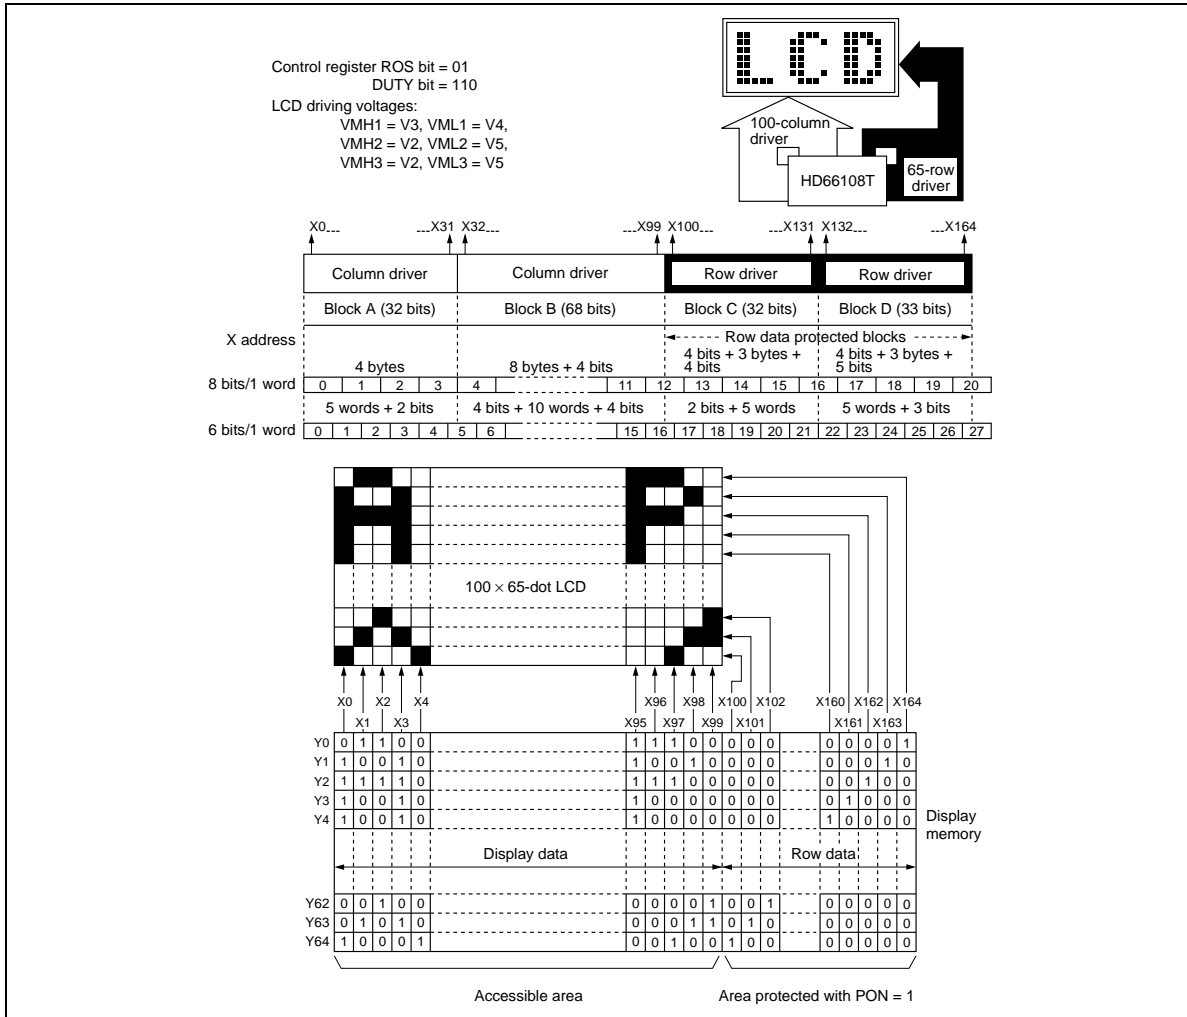 Control register ROS bit = 01
DUTY bit = 110
LCD driving voltages:
VMH1 = V3, VML1 = V4,
VMH2 = V2, VML2 = V5,
VMH3 = V2, VML3 = V5
LCD
100-column
driver
HD66108T
65-row
driver
X0--- ---X31 X32--- ---X99 X100--- ---X131 X132--- ---X164
Column driver Column driver Row driver Row driver
Block A (32 bits) Block B (68 bits) Block C (32 bits) Block D (33 bits)
X address
Row data protected blocks
4 bytes 8 bytes + 4 bits 4 bits + 3 bytes + 4 bits 4 bits + 3 bytes + 5 bits
8 bits/1 word 0 1 2 3 4 11 12 13 14 15 16 17 18 19 20
5 words + 2 bits 4 bits + 10 words + 4 bits 2 bits + 5 words 5 words + 3 bits
6 bits/1 word 0 1 2 3 4 5 6 15 16 17 18 19 20 21 22 23 24 25 26 27
100 × 65-dot LCD
X0 X2 X4 X96 X98 X100 X102 X160 X162 X164
X1 X3 X95 X97 X99 X101 X161 X163
Y0 0 1 1 0 0 1 1 1 0 0 0 0 0 0 0 0 0 1
Y1 1 0 0 1 0 1 0 0 1 0 0 0 0 0 0 0 1 0
Y2 1 1 1 1 0 1 1 1 0 0 0 0 0 0 0 1 0 0
Y3 1 0 0 1 0 1 0 0 0 0 0 0 0 0 1 0 0 0
Y4 1 0 0 1 0 1 0 0 0 0 0 0 0 1 0 0 0 0
Display
memory
Display data Row data
Y62 0 0 1 0 0 0 0 0 0 1 0 0 1 0 0 0 0 0
Y63 0 1 0 1 0 0 0 0 1 1 0 1 0 0 0 0 0 0
Y64 1 0 0 0 1 0 0 1 0 0 1 0 0 0 0 0 0 0
Accessible area Area protected with PON = 1